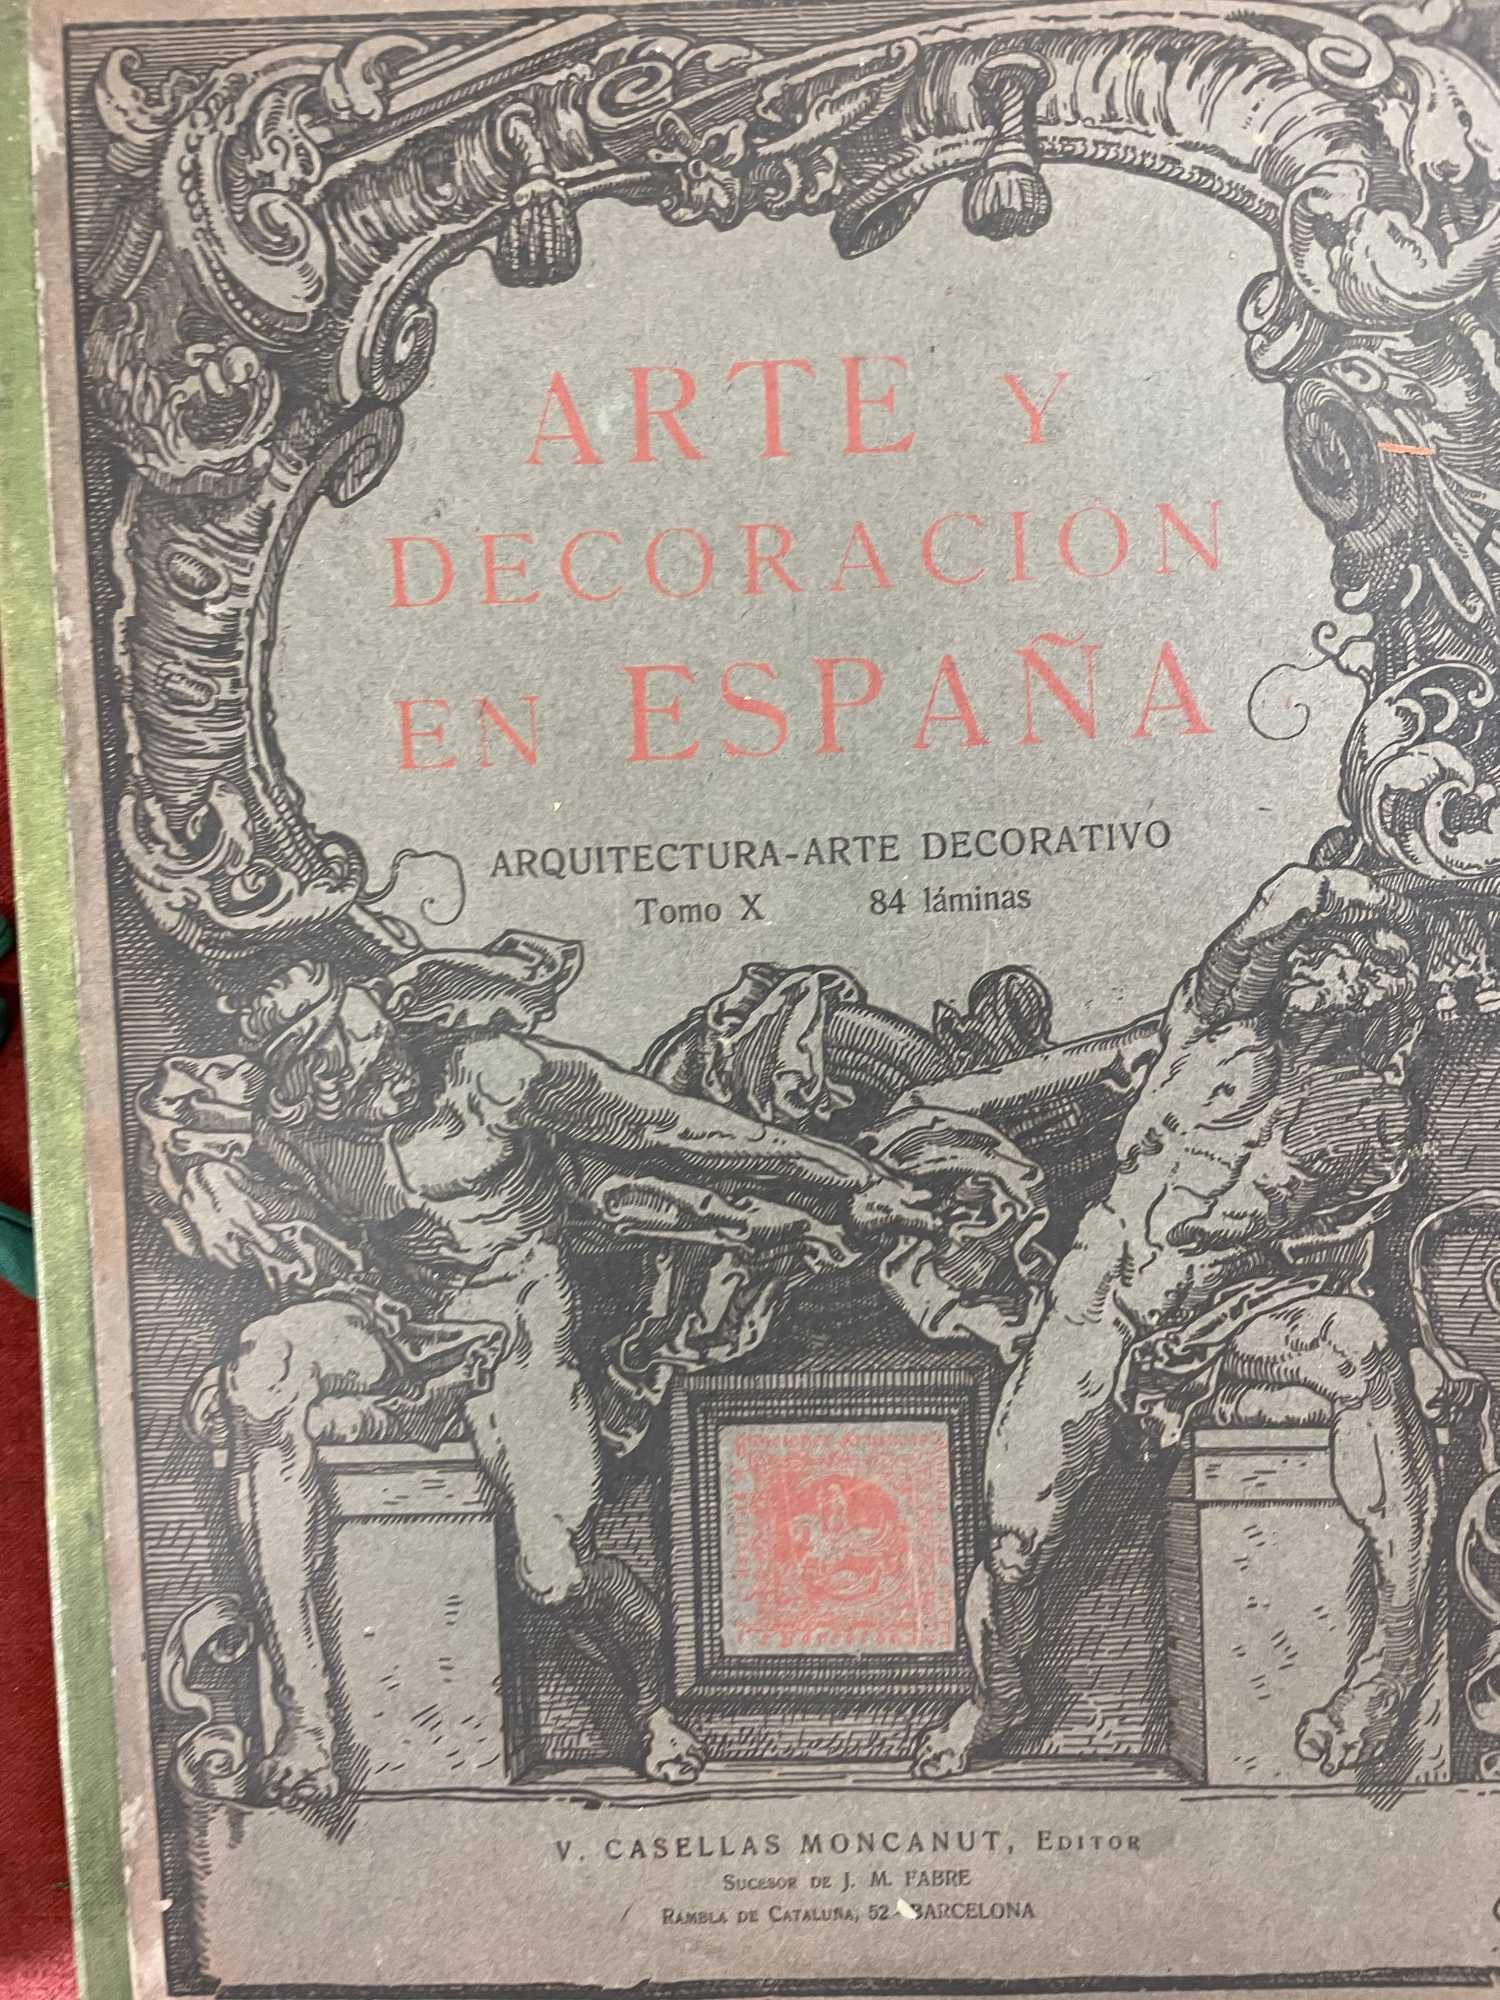 ARTE Y
DECORACIÓN
EN ESPAÑA
ARQUITECTURA-ARTE DECORATIVO
Tomo X 84 láminas
V. CASELLAS MONCANUT, EDITOR
SUCESOR DE J. M. FABRE
RAMBLA DE CATALUÑA, 52 - BARCELONA